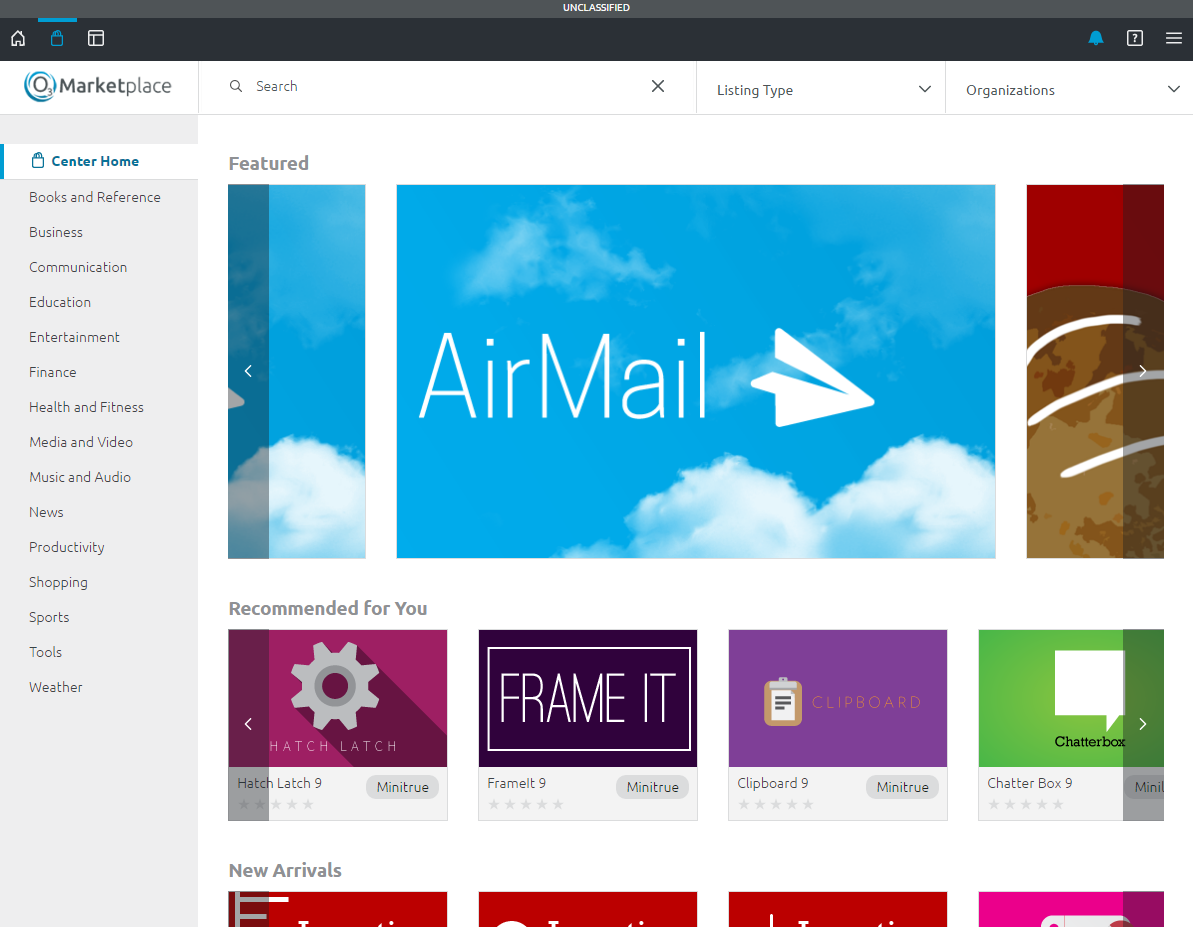 UNCLASSIFIED
O3 Marketplace
Search
Listing Type
Organizations
Center Home
Books and Reference
Business
Communication
Education
Entertainment
Finance
Health and Fitness
Media and Video
Music and Audio
News
Productivity
Shopping
Sports
Tools
Weather
Featured
AirMail
Recommended for You
HATCH LATCH
Hatch Latch 9
Minitrue
FRAME IT
FrameIt 9
Minitrue
CLIPBOARD
Clipboard 9
Minitrue
Chatterbox
Chatter Box 9
New Arrivals